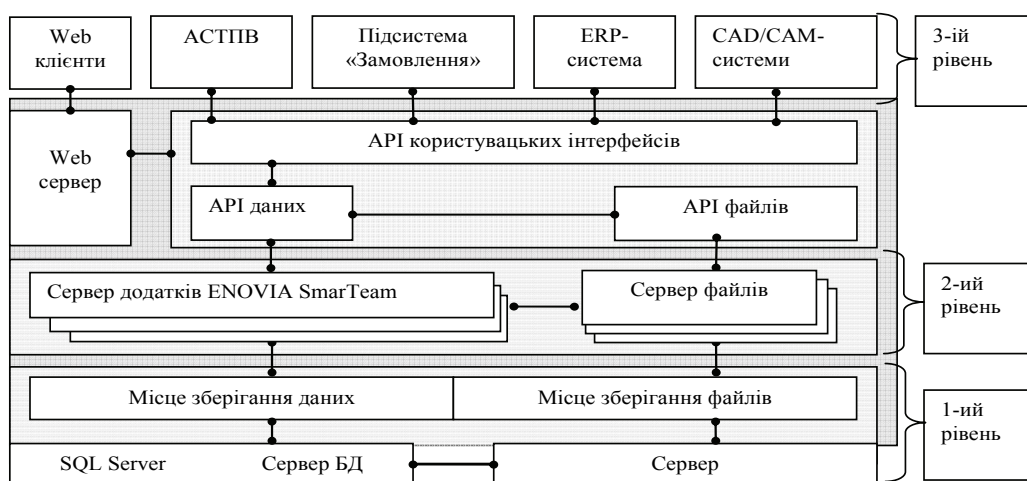 Web
клієнти
АСТПВ
Підсистема
«Замовлення»
ERP-
система
CAD/CAM-
системи
3-ій
рівень
Web
сервер
API користувацьких інтерфейсів
API даних
API файлів
Сервер додатків ENOVIA SmarTeam
Сервер файлів
2-ий
рівень
Місце зберігання даних
Місце зберігання файлів
1-ий
рівень
SQL Server
Сервер БД
Сервер